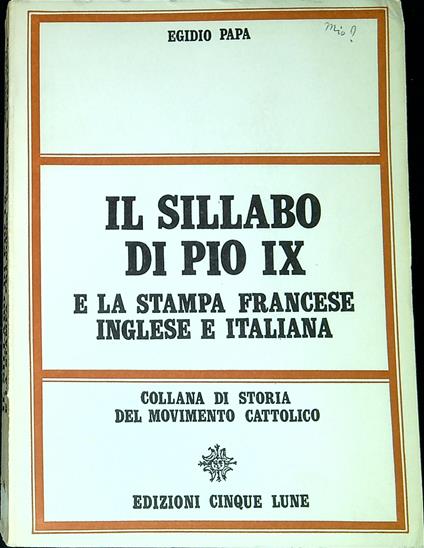 EGIDIO PAPA
Mio!
IL SILLABO
DI PIO IX
E LA STAMPA FRANCESE
INGLESE E ITALIANA
COLLANA DI STORIA
DEL MOVIMENTO CATTOLICO
EDIZIONI CINQUE LUNE